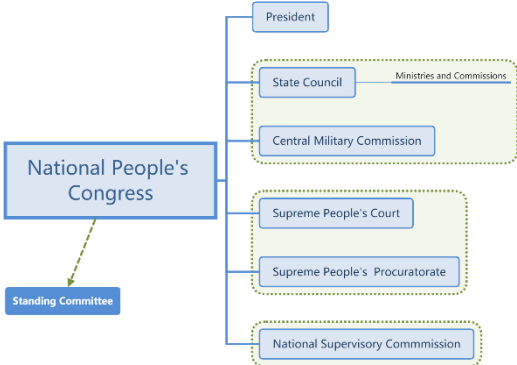 President
State Council
Ministries and Commissions
Central Military Commission
National People's
Congress
Supreme People's Court
Supreme People's Procuratorate
Standing Committee
National Supervisory Commmission